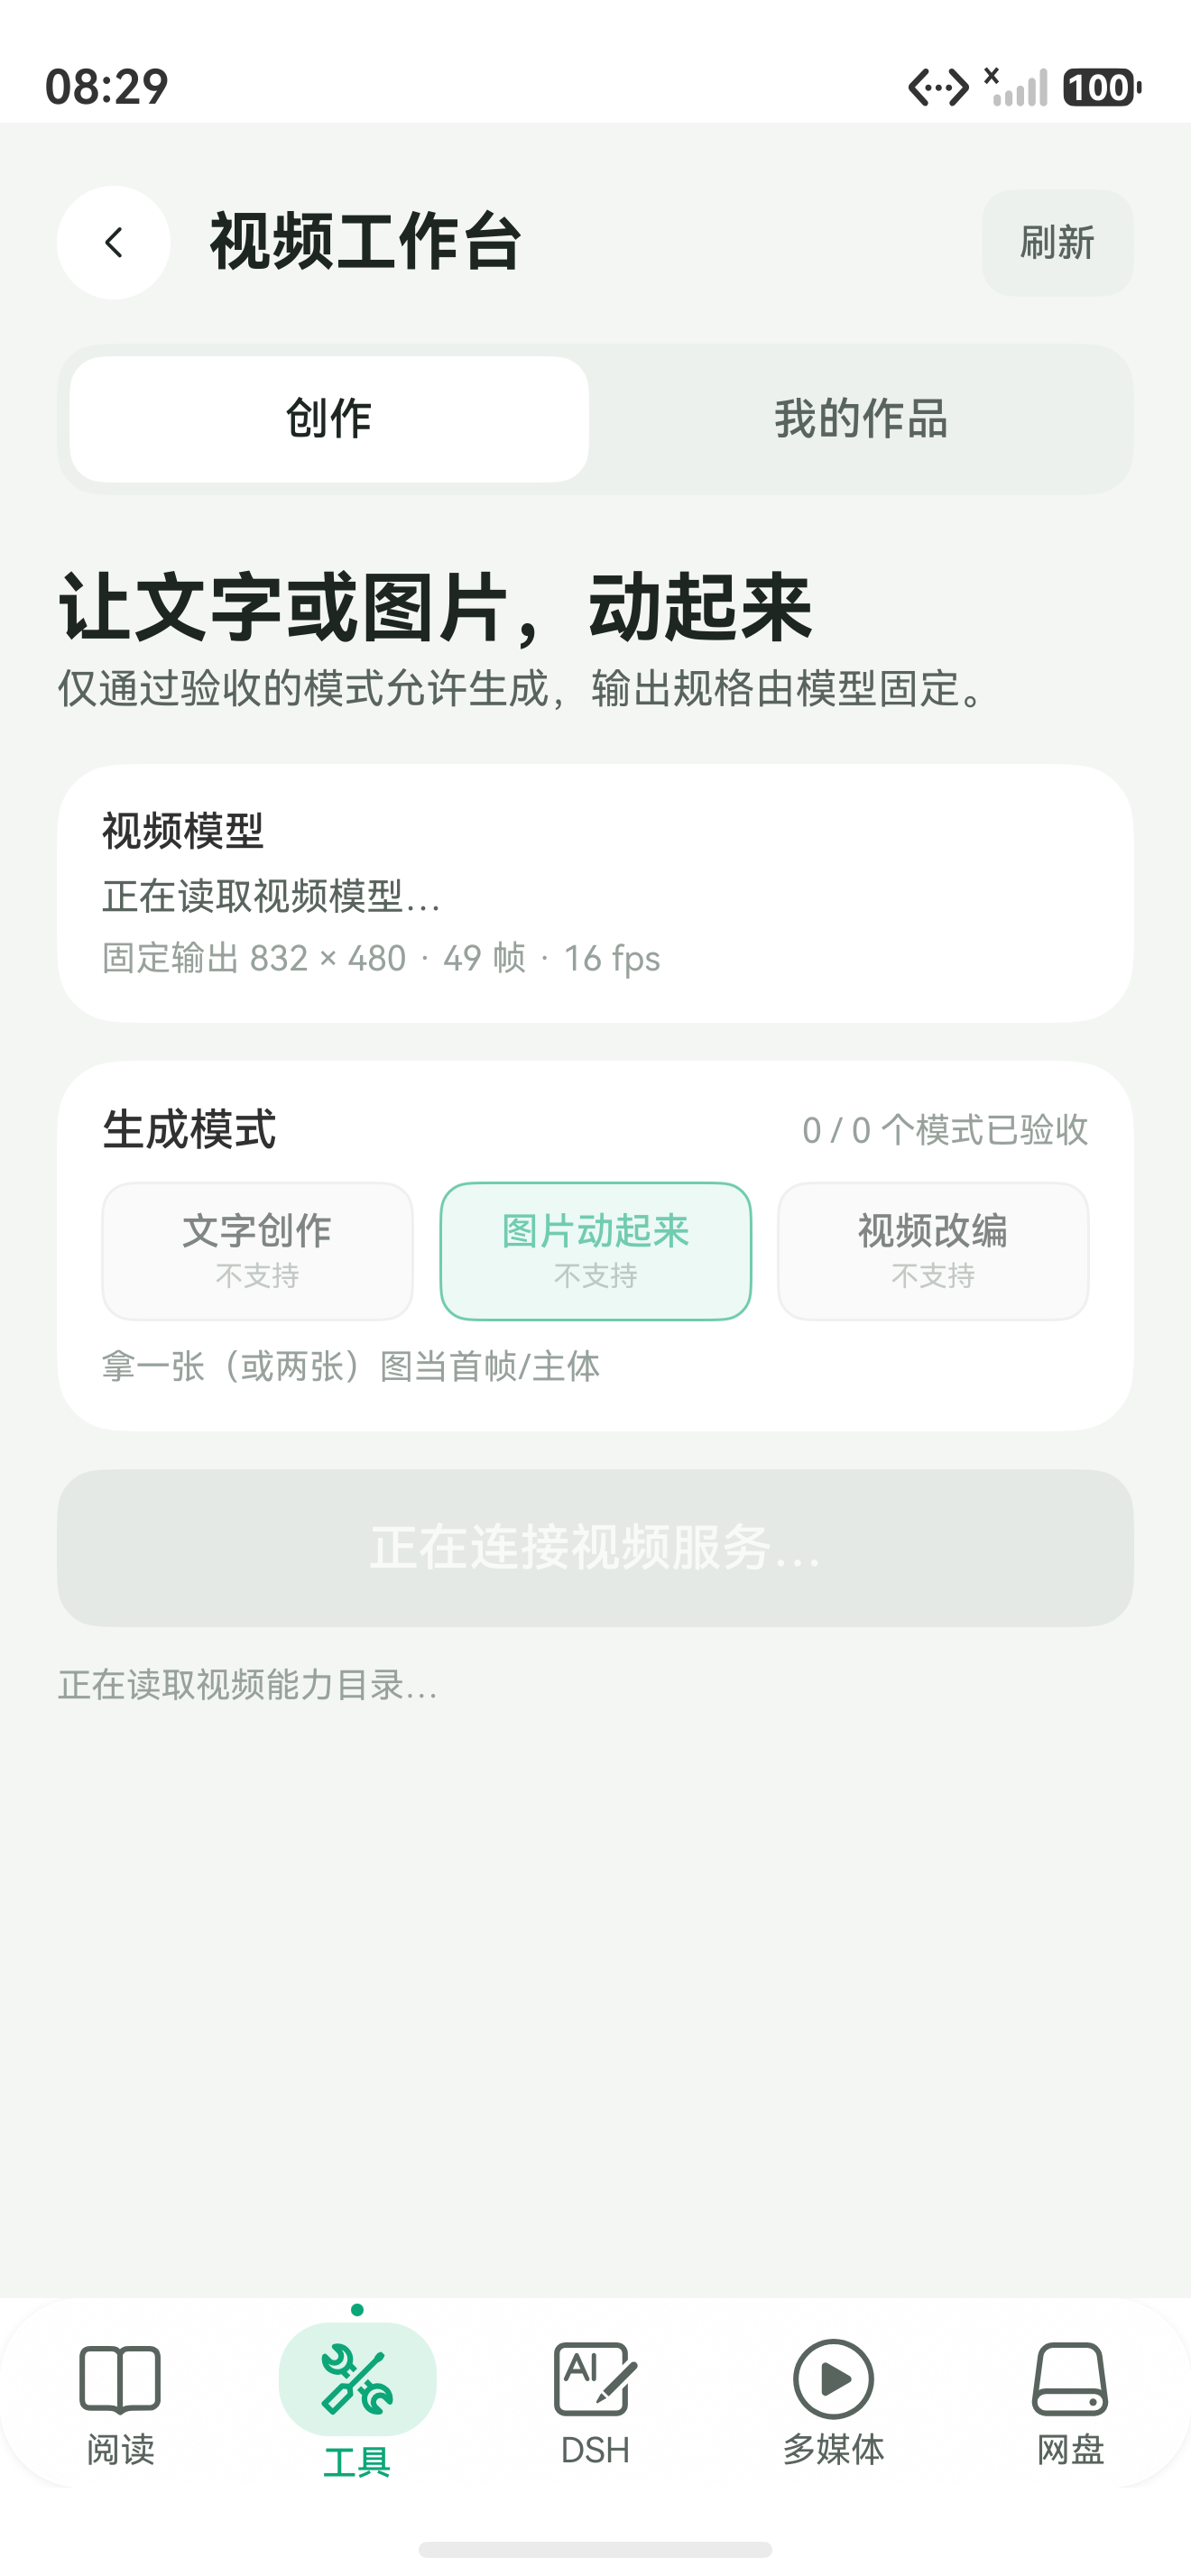 08:29
100
视频工作台
刷新
创作
我的作品
让文字或图片，动起来
仅通过验收的模式允许生成，输出规格由模型固定。
视频模型
正在读取视频模型…
固定输出 832 × 480 · 49 帧 · 16 fps
生成模式
0 / 0 个模式已验收
文字创作
不支持
图片动起来
不支持
视频改编
不支持
拿一张（或两张）图当首帧/主体
正在连接视频服务…
正在读取视频能力目录…
阅读
工具
AI
DSH
多媒体
网盘